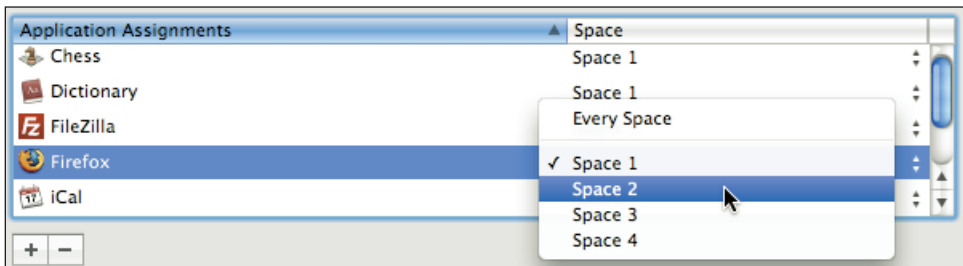 Application Assignments Space
Chess Space 1
Dictionary Space 1
FileZilla
Every Space
Firefox ✓ Space 1
Space 2
iCal
Space 3
Space 4
+ −